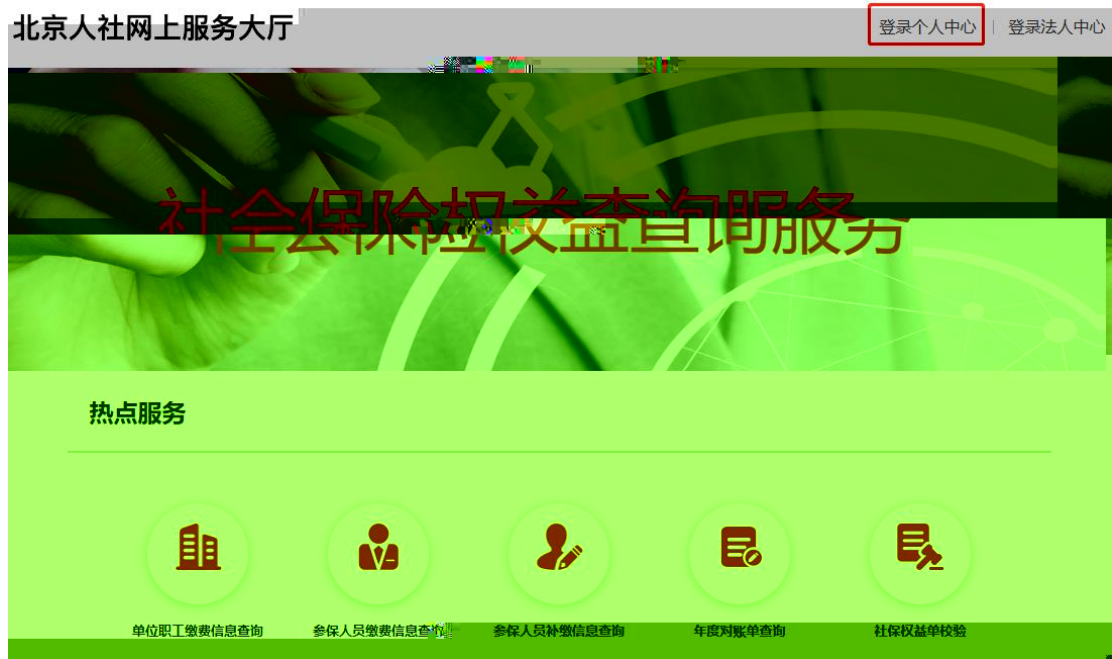 北京人社网上服务大厅
登录个人中心 | 登录法人中心
社会保险权益查询服务
热点服务
单位职工缴费信息查询 参保人员缴费信息查询 参保人员补缴信息查询 年度对账单查询 社保权益单校验